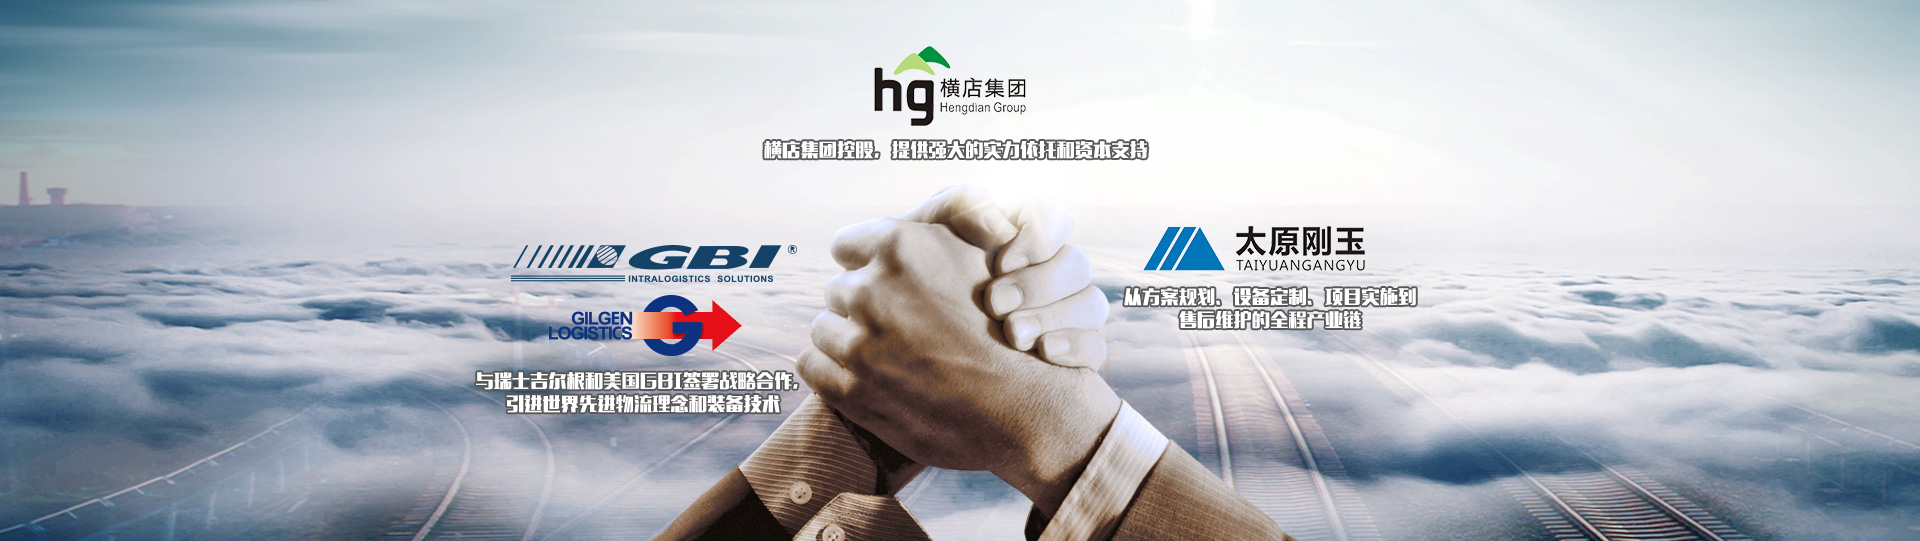 hg
横店集团
Hengdian Group
横店集团控股,提供强大的实力依托和资本支持
GBI®
INTRALOGISTICS SOLUTIONS
GILGEN
LOGISTICS
G
与瑞士吉尔根和美国GBI签署战略合作,
引进世界先进物流理念和装备技术
太原刚玉
TAIYUANGANGYU
从方案规划、设备定制、项目实施到
售后维护的全程产业链